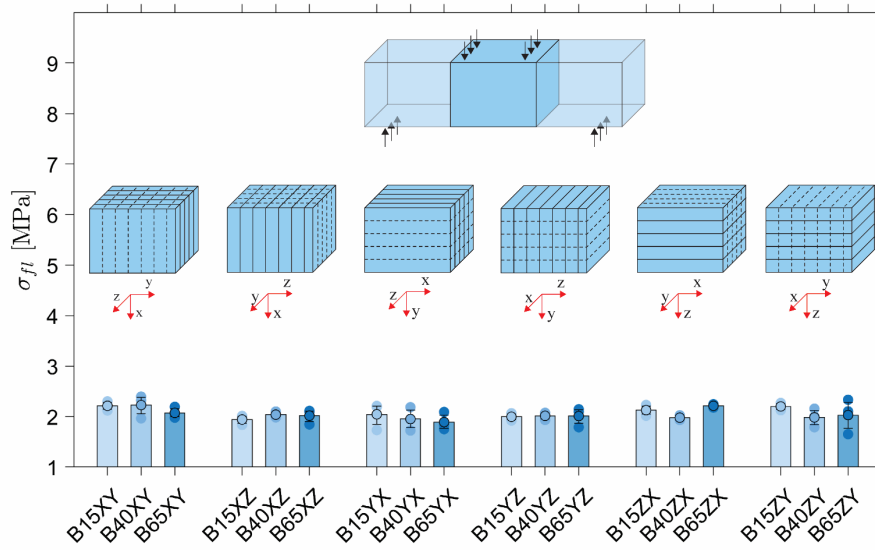 9
8
7
6
5
4
3
2
1
σfl [MPa]
y
z
x
z
y
x
x
z
y
z
x
y
y
x
z
y
x
z
B15XY
B40XY
B65XY
B15XZ
B40XZ
B65XZ
B15YX
B40YX
B65YX
B15YZ
B40YZ
B65YZ
B15ZX
B40ZX
B65ZX
B15ZY
B40ZY
B65ZY